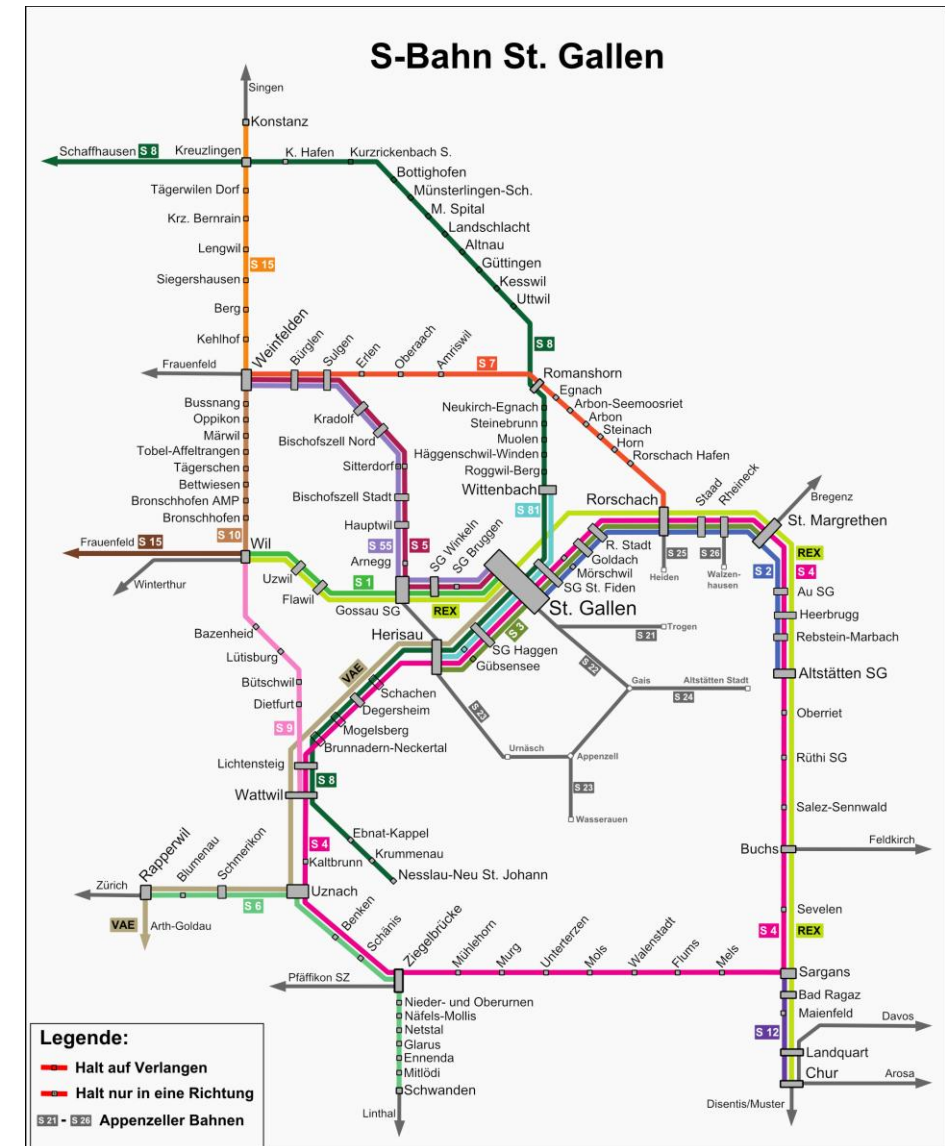 S-Bahn St. Gallen
Singen
Konstanz
Schaffhausen S 8
Kreuzlingen
K. Hafen
Kurzrickenbach S.
Bottighofen
Münsterlingen-Sch.
M. Spital
Landschlacht
Altnau
Güttingen
Kesswil
Uttwil
Tägerwilen Dorf
Krz. Bernrain
Lengwil
S 15
Siegershausen
Berg
Kehlhof
S 8
Frauenfeld
Weinfelden
Bürglen
Sulgen
Erlen
Oberaach
Amriswil
S 7
Romanshorn
Egnach
Arbon-Seemoosriet
Arbon
Steinach
Horn
Rorschach Hafen
Bussnang
Oppikon
Märwil
Tobel-Affeltrangen
Tägerschen
Bettwiesen
Bronschhofen AMP
Bronschhofen
S 10
Kradolf
Bischofszell Nord
Sitterdorf
Bischofszell Stadt
Hauptwil
S 55
S 5
Arnegg
Neukirch-Egnach
Steinebrunn
Muolen
Häggenschwil-Winden
Roggwil-Berg
Wittenbach
S 81
Rorschach
Staad
Rheineck
Bregenz
St. Margrethen
Frauenfeld
S 15
Wil
Winterthur
S 1
Uzwil
Flawil
Gossau SG
REX
SG Winkeln
SG Bruggen
R. Stadt
Goldach
Mörschwil
SG St. Fiden
St. Gallen
S 25
Heiden
S 26
Walzen-
hausen
S 2
REX
S 4
Au SG
Heerbrugg
Rebstein-Marbach
Altstätten SG
Herisau
S 3
SG Haggen
Gübsensee
S 21
Trogen
S 22
Gais
Altstätten Stadt
S 24
S 23
Urnäsch
Appenzell
S 23
Wasserauen
Bazenheid
Lütisburg
Bütschwil
Dietfurt
S 9
VAE
Schachen
Degersheim
Mogelsberg
Brunnadern-Neckertal
Lichtensteig
S 8
Wattwil
S 4
Ebnat-Kappel
Krummenau
Nesslau-Neu St. Johann
Kaltbrunn
Oberriet
Rüthi SG
Salez-Sennwald
Buchs
Feldkirch
Sevelen
S 4
REX
Rapperwil
Blumenau
Schmerikon
Zürich
S 6
Uznach
VAE
Arth-Goldau
Benken
Schänis
Ziegelbrücke
Mühlehorn
Murg
Unterterzen
Mols
Walenstadt
Flums
Mels
Sargans
Pfäffikon SZ
Bad Ragaz
Maienfeld
Davos
S 12
Landquart
Chur
Arosa
Disentis/Muster
Nieder- und Oberurnen
Näfels-Mollis
Netstal
Glarus
Ennenda
Mitlödi
Schwanden
Linthal
Legende:
Halt auf Verlangen
Halt nur in eine Richtung
S 21 - S 26 Appenzeller Bahnen